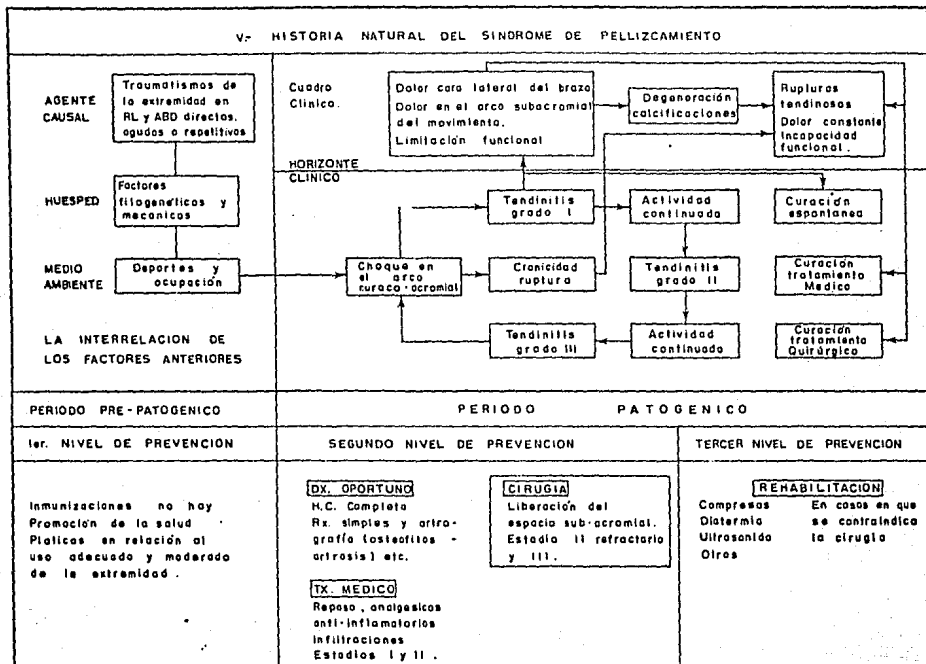 V.- HISTORIA NATURAL DEL SINDROME DE PELLIZCAMIENTO
AGENTE
CAUSAL
Traumatismos de
la extremidad en
RL y ABD directos,
agudos o repetitivos
HUESPED
Factores
filogenéticos y
mecanicos
MEDIO
AMBIENTE
Deportes y
ocupación
LA INTERRELACION DE
LOS FACTORES ANTERIORES
Cuadro
Clinico.
Dolor cara lateral del brazo
Dolor en el arco subacromial
del movimiento.
Limitación funcional
Degeneración
calcificaciones
Rupturas
tendinosas
Dolor constante
Incapacidad
funcional.
HORIZONTE
CLINICO
Tendinitis
grado I
Actividad
continuada
Curación
espontanea
Choque en
el arco
coraco-acromial
Cronicidad
ruptura
Tendinitis
grado II
Curación
tratamiento
Medico
Tendinitis
grado III
Actividad
continuada
Curación
tratamiento
Quirúrgico
PERIODO PRE-PATOGENICO
PERIODO PATOGENICO
1er. NIVEL DE PREVENCION
SEGUNDO NIVEL DE PREVENCION
TERCER NIVEL DE PREVENCION
Inmunizaciones no hay
Promoción de la salud
Platicas en relación al
uso adecuado y moderado
de la extremidad.
DX. OPORTUNO
H.C. Completa
Rx. simples y artro-
grafía (osteofitos -
artrosis) etc.
TX. MEDICO
Reposo, analgesicos
anti-inflamatorios
Infiltraciones
Estadios I y II.
CIRUGIA
Liberación del
espacio sub-acromial.
Estadio II refractario
y III.
REHABILITACION
Compresas
Diatermia
Ultrasonido
Otros
En casos en que
se contraindica
la cirugía